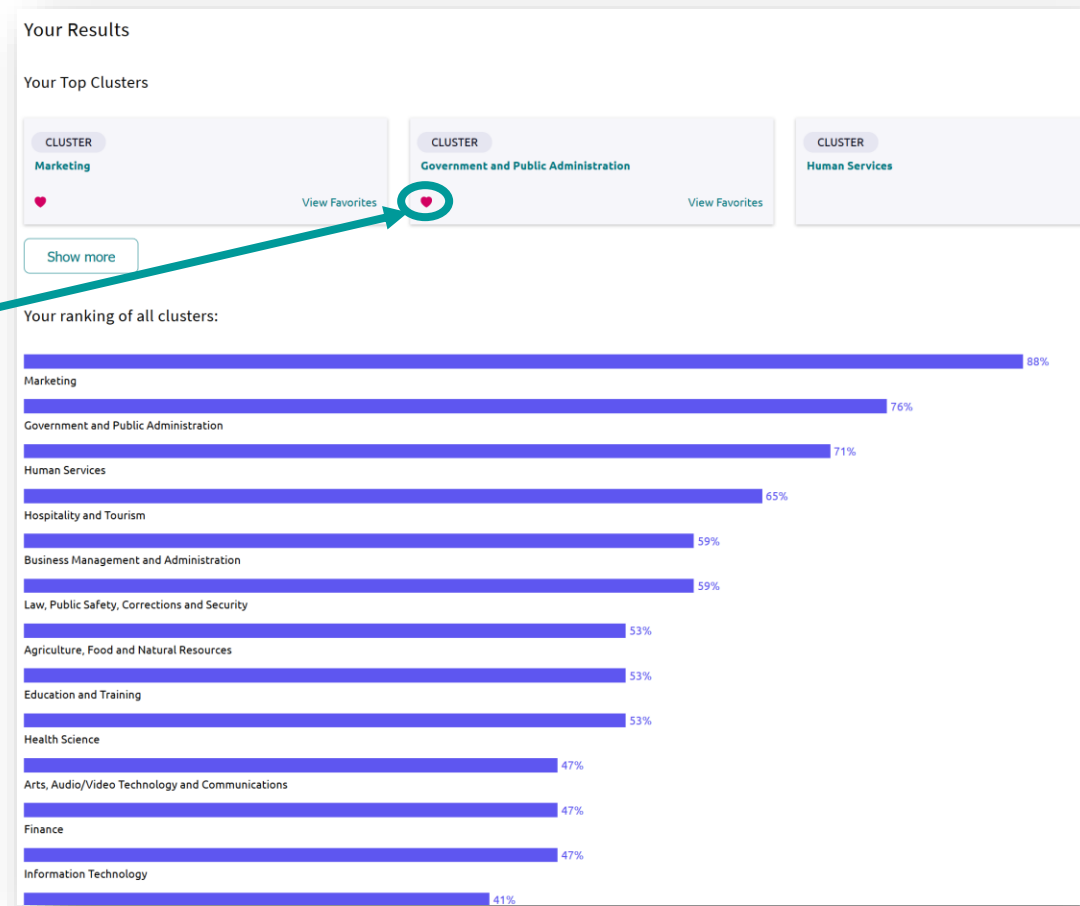 Your Results
Your Top Clusters
CLUSTER
Marketing
View Favorites
CLUSTER
Government and Public Administration
View Favorites
CLUSTER
Human Services
Show more
Your ranking of all clusters:
88%
Marketing
76%
Government and Public Administration
71%
Human Services
65%
Hospitality and Tourism
59%
Business Management and Administration
59%
Law, Public Safety, Corrections and Security
53%
Agriculture, Food and Natural Resources
53%
Education and Training
53%
Health Science
47%
Arts, Audio/Video Technology and Communications
47%
Finance
47%
Information Technology
41%